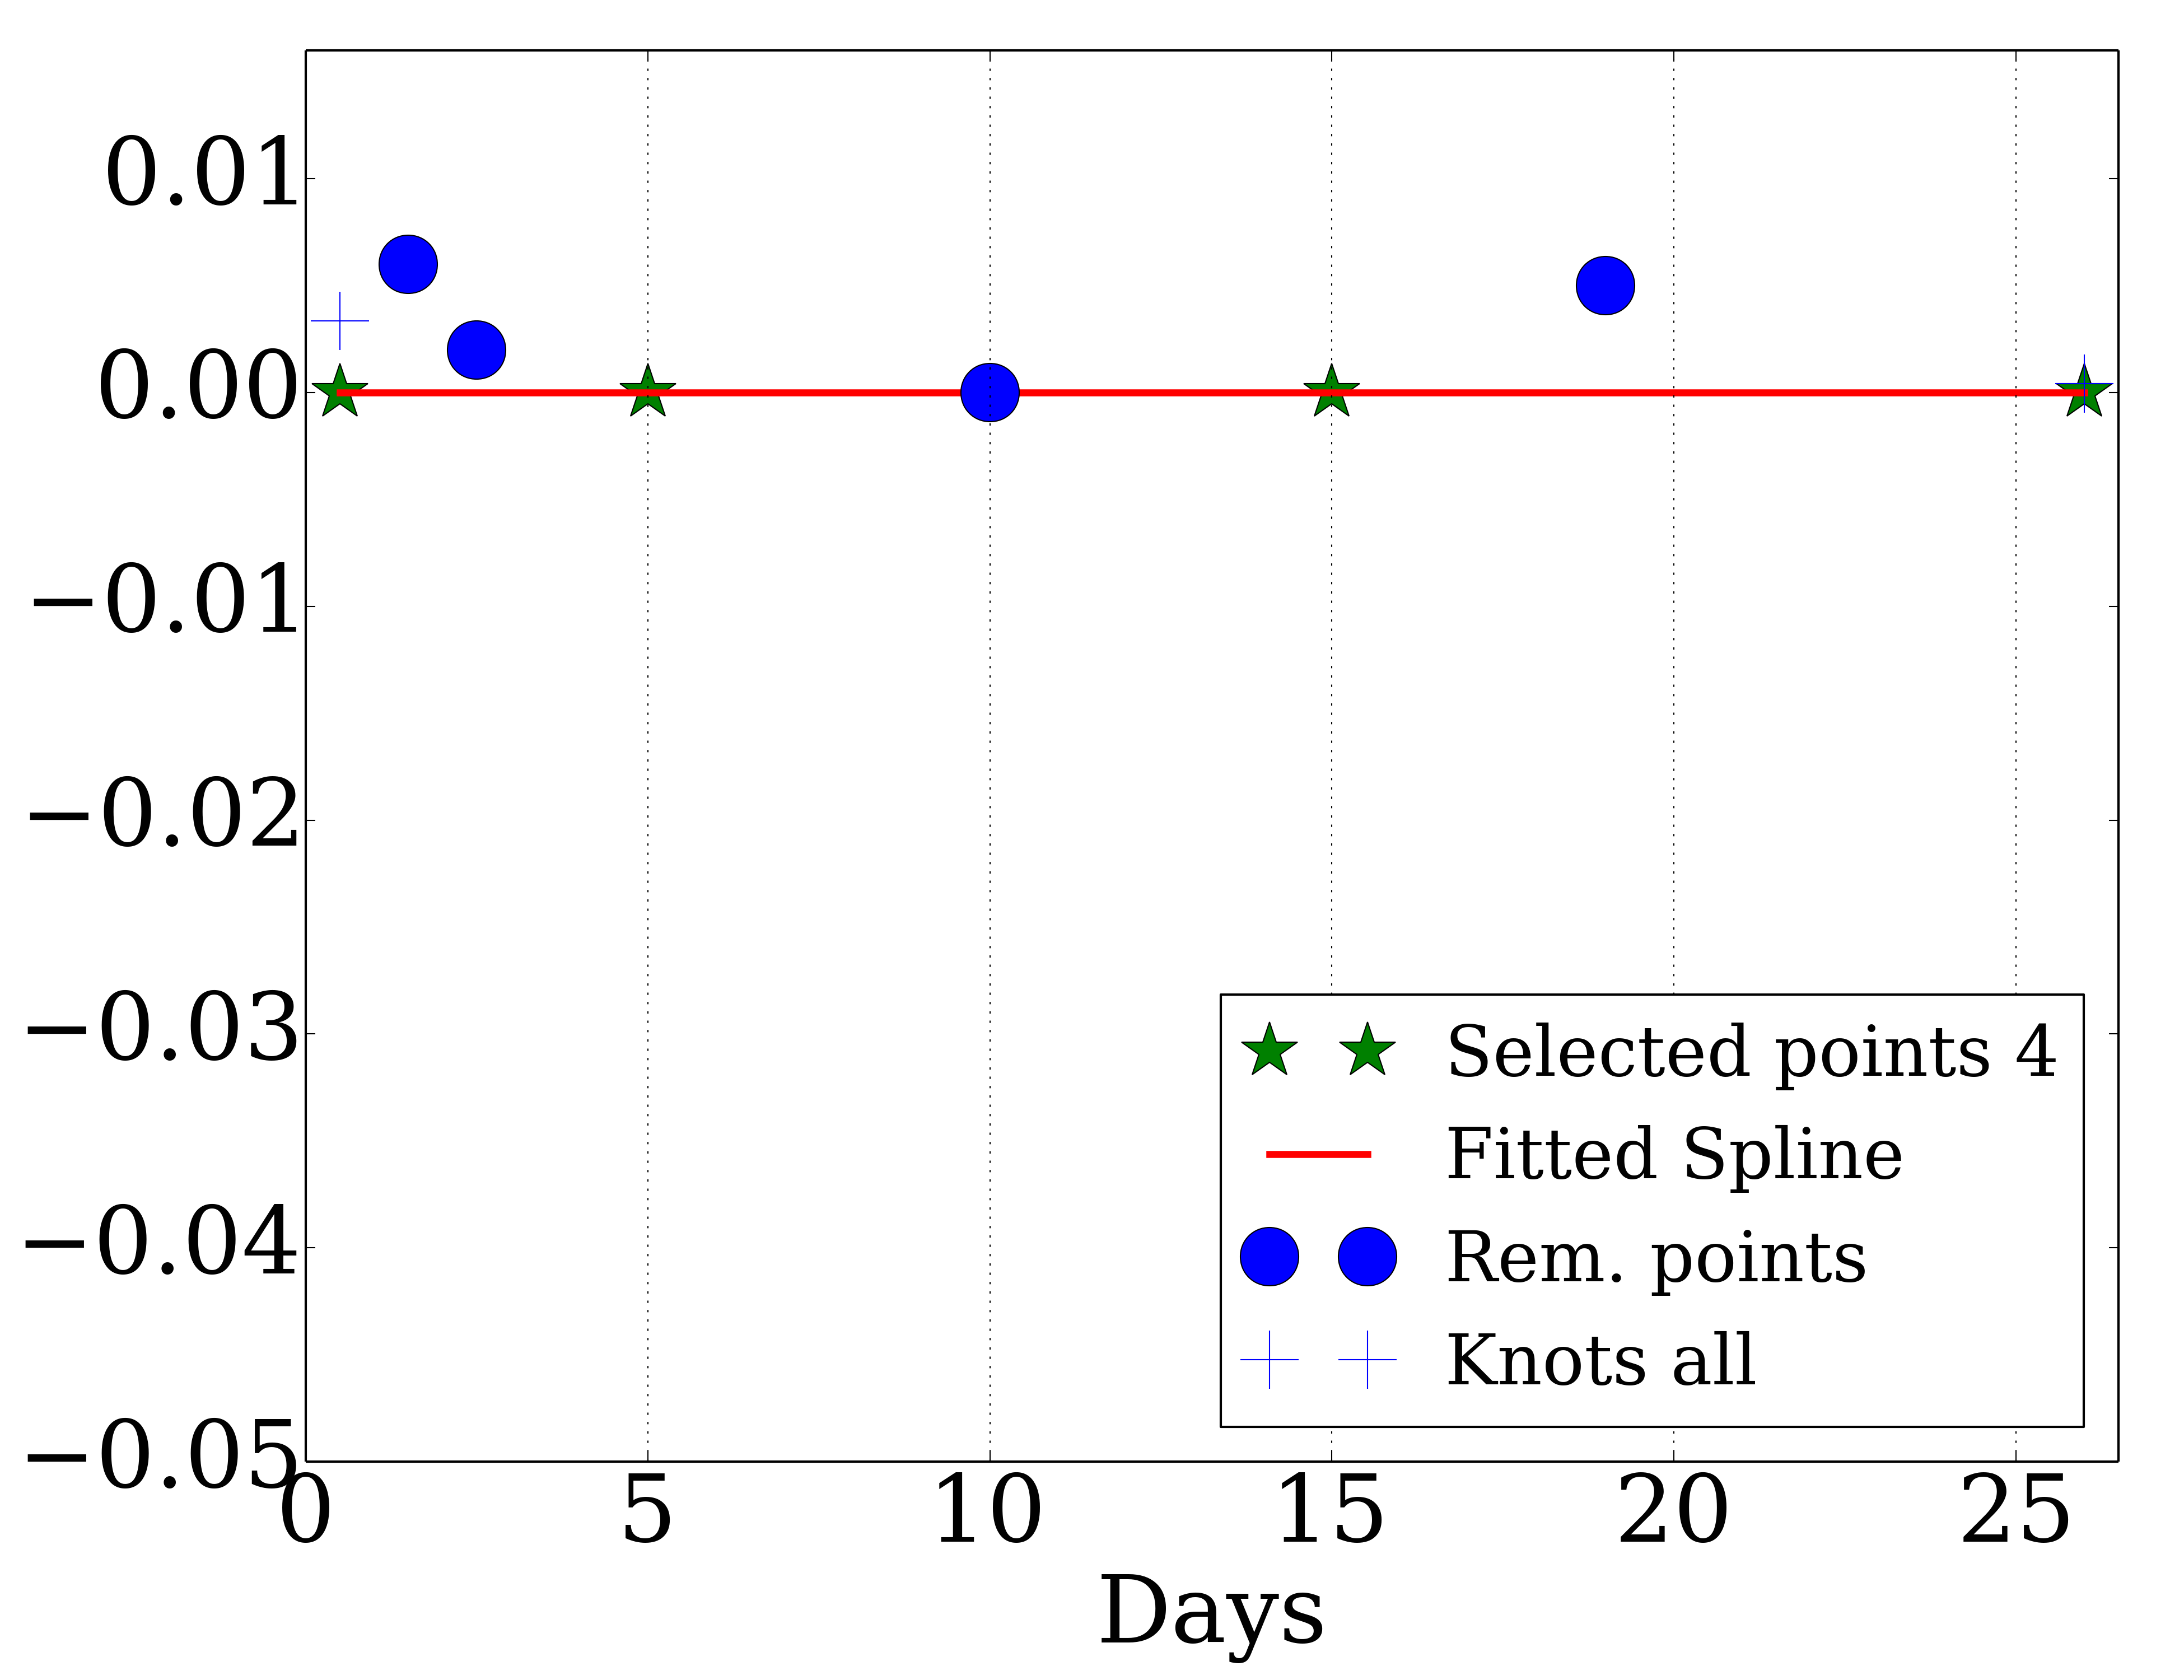 0.01
0.00
−0.01
−0.02
−0.03
−0.04
−0.05
0 5 10 15 20 25
Days
Selected points 4
Fitted Spline
Rem. points
Knots all